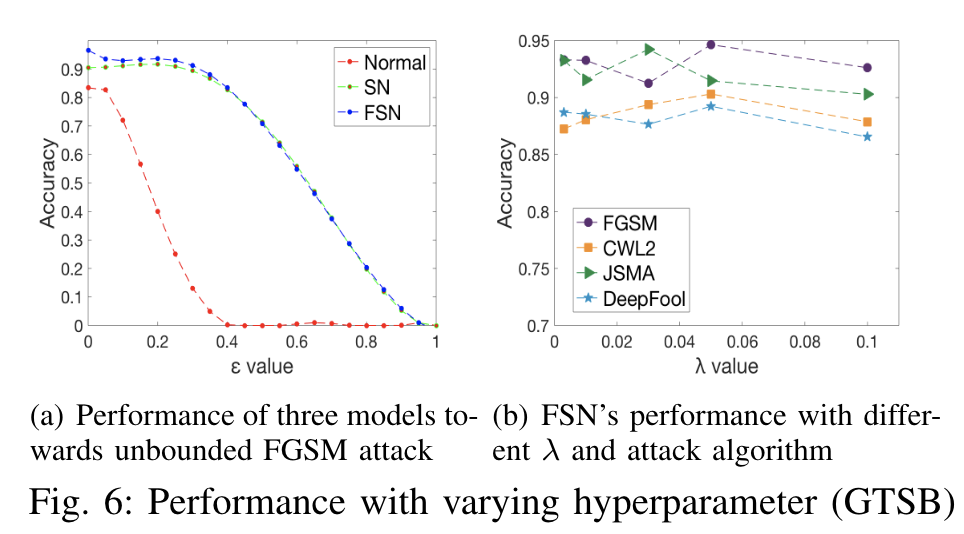 0.9
0.8
0.7
0.6
0.5
0.4
0.3
0.2
0.1
0
0 0.2 0.4 0.6 0.8 1
Accuracy
ε value
Normal
SN
FSN
0.95
0.9
0.85
0.8
0.75
0.7
0 0.02 0.04 0.06 0.08 0.1
Accuracy
λ value
FGSM
CWL2
JSMA
DeepFool
(a) Performance of three models to-
wards unbounded FGSM attack
(b) FSN's performance with differ-
ent λ and attack algorithm
Fig. 6: Performance with varying hyperparameter (GTSB)